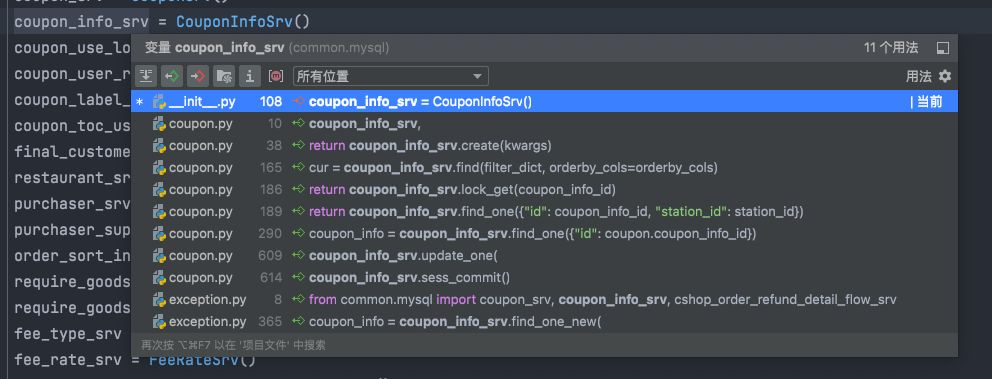 coupon_info_srv = CouponInfoSrv()
coupon_use_lo
coupon_user_r
coupon_label_
coupon_toc_us
final_custome
restaurant_sr
purchaser_srv
purchaser_sup
order_sort_in
require_goods
require_goods
fee_type_srv
fee_rate_srv = FeeRateSrv()
变量 coupon_info_srv (common.mysql) 11 个用法
所有位置 用法
* __init__.py 108 coupon_info_srv = CouponInfoSrv() | 当前
coupon.py 10 coupon_info_srv,
coupon.py 38 return coupon_info_srv.create(kwargs)
coupon.py 165 cur = coupon_info_srv.find(filter_dict, orderby_cols=orderby_cols)
coupon.py 186 return coupon_info_srv.lock_get(coupon_info_id)
coupon.py 189 return coupon_info_srv.find_one({"id": coupon_info_id, "station_id": station_id})
coupon.py 290 coupon_info = coupon_info_srv.find_one({"id": coupon.coupon_info_id})
coupon.py 609 coupon_info_srv.update_one(
coupon.py 614 coupon_info_srv.sess_commit()
exception.py 8 from common.mysql import coupon_srv, coupon_info_srv, cshop_order_refund_detail_flow_srv
exception.py 365 coupon_info = coupon_info_srv.find_one_new(
再次按 ⌥⌘F7 以在 '项目文件' 中搜索